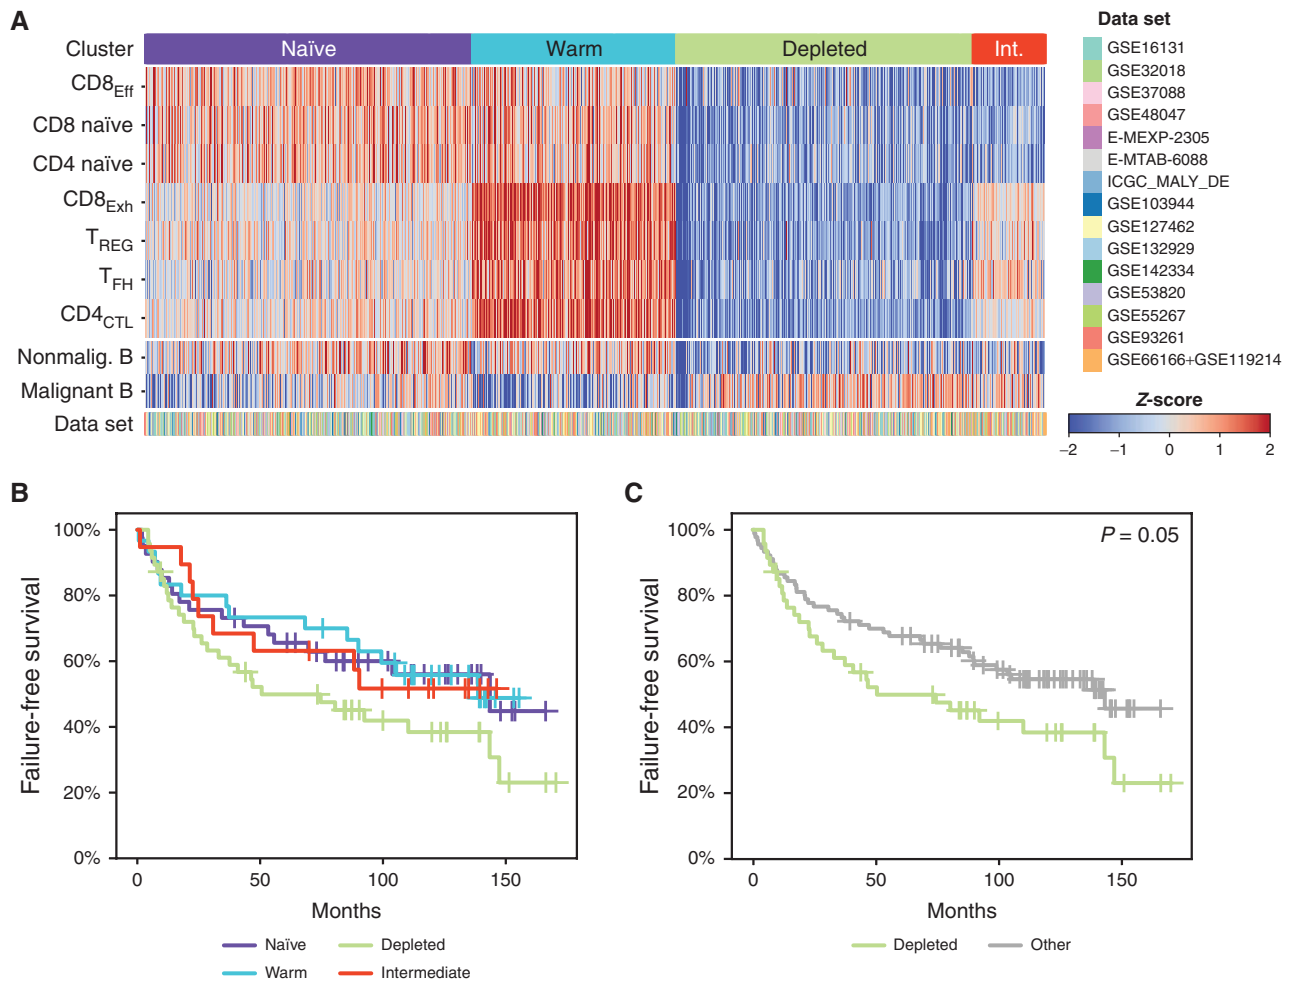 A
Cluster
Naïve
Warm
Depleted
Int.
CD8Eff
CD8 naïve
CD4 naïve
CD8Exh
TREG
TFH
CD4CTL
Nonmalig. B
Malignant B
Data set
Data set
GSE16131
GSE32018
GSE37088
GSE48047
E-MEXP-2305
E-MTAB-6088
ICGC_MALY_DE
GSE103944
GSE127462
GSE132929
GSE142334
GSE53820
GSE55267
GSE93261
GSE66166+GSE119214
Z-score
−2 −1 0 1 2
B
Failure-free survival
100%
80%
60%
40%
20%
0%
0 50 100 150
Months
Naïve
Depleted
Warm
Intermediate
C
P = 0.05
Failure-free survival
100%
80%
60%
40%
20%
0%
0 50 100 150
Months
Depleted
Other